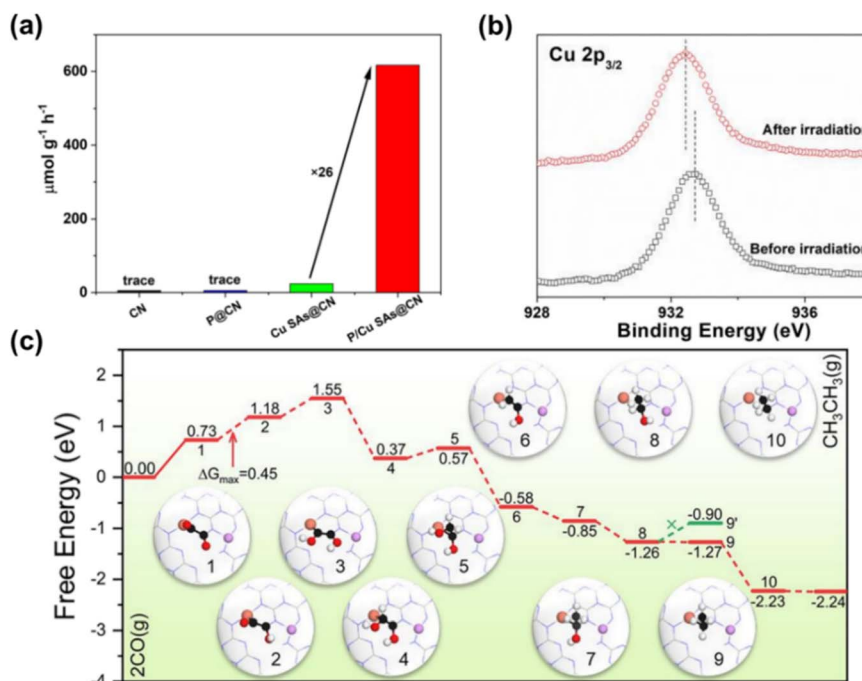 (a)
μmol g⁻¹ h⁻¹
600
400
200
0
×26
trace
trace
CN
P@CN
Cu SAs@CN
P/Cu SAs@CN
(b)
Cu 2p3/2
After irradiation
Before irradiation
928
932
936
Binding Energy (eV)
(c)
Free Energy (eV)
2
1
0
-1
-2
-3
-4
2CO(g)
CH₃CH₃(g)
0.00
0.73
1
1.18
2
1.55
3
ΔGmax=0.45
0.37
4
5
0.57
-0.58
6
7
-0.85
8
-1.26
-0.90
9'
9
-1.27
10
-2.23
-2.24
6
8
10
1
3
5
2
4
7
9